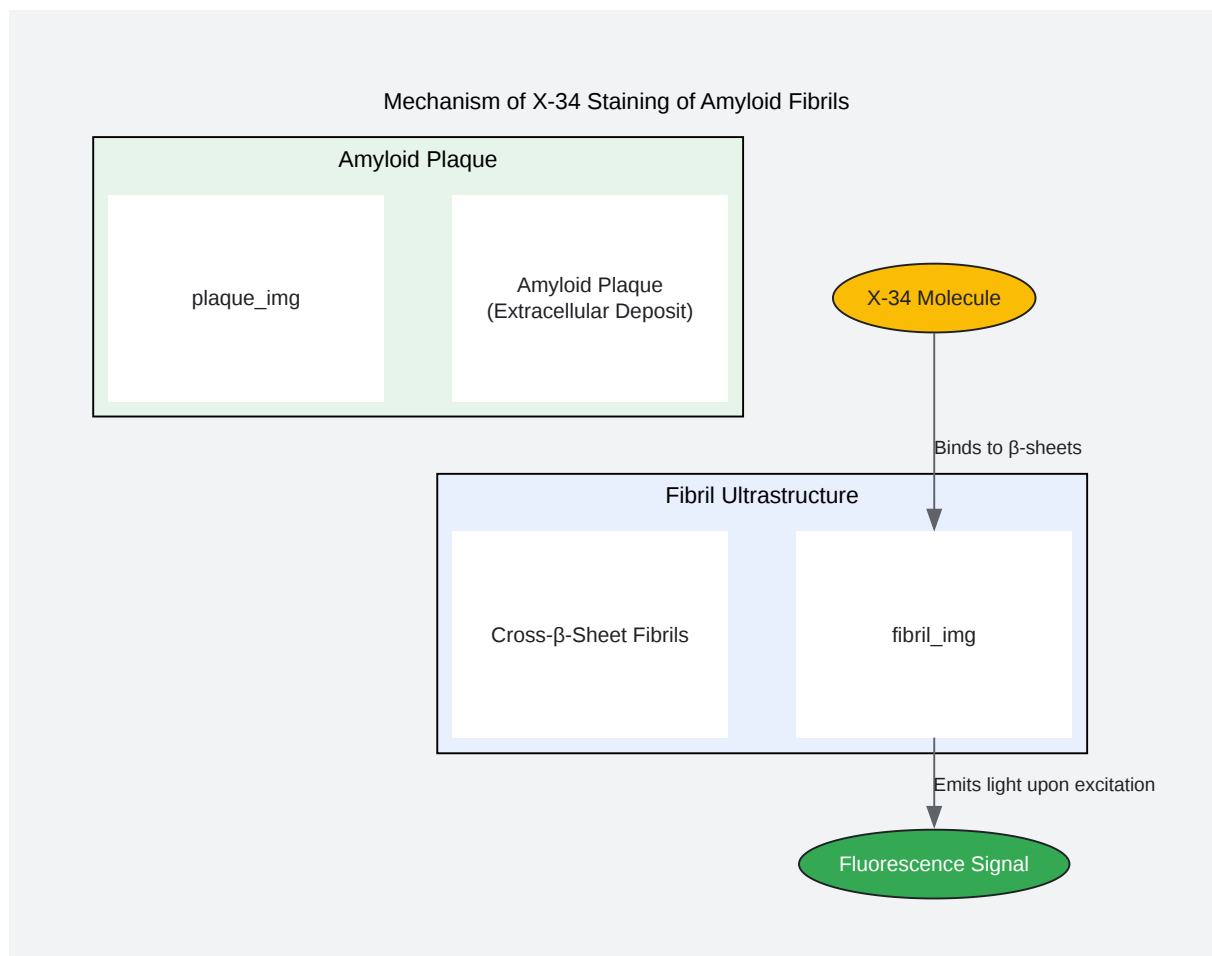 Mechanism of X-34 Staining of Amyloid Fibrils
Amyloid Plaque
plaque_img
Amyloid Plaque
(Extracellular Deposit)
X-34 Molecule
Binds to β-sheets
Fibril Ultrastructure
Cross-β-Sheet Fibrils
fibril_img
Emits light upon excitation
Fluorescence Signal